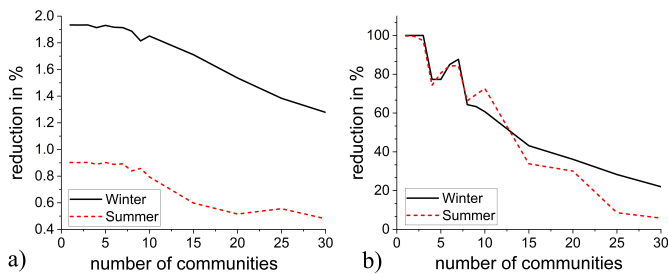 2.0
1.8
1.6
1.4
1.2
1.0
0.8
0.6
0.4
reduction in %
Winter
Summer
0 5 10 15 20 25 30
number of communities
a)
100
80
60
40
20
0
reduction in %
Winter
Summer
0 5 10 15 20 25 30
number of communities
b)